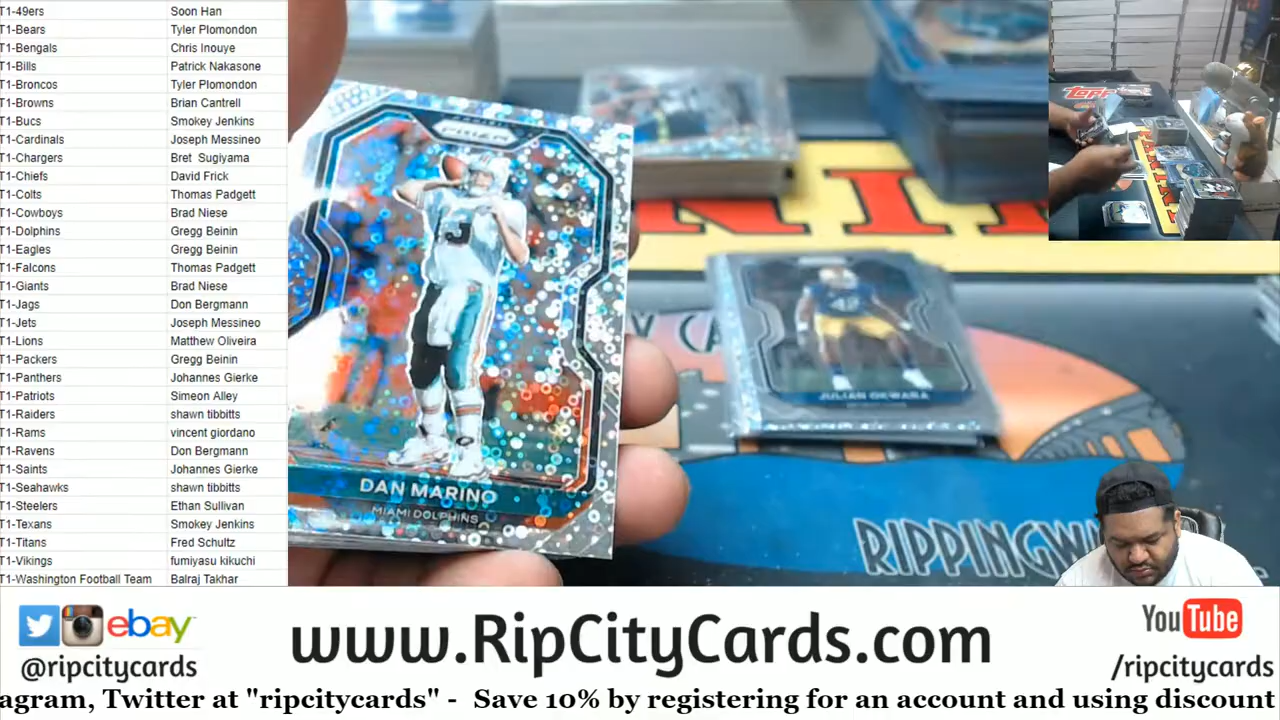 T1-49ers Soon Han
T1-Bears Tyler Plomondon
T1-Bengals Chris Inouye
T1-Bills Patrick Nakasone
T1-Broncos Tyler Plomondon
T1-Browns Brian Cantrell
T1-Bucs Smokey Jenkins
T1-Cardinals Joseph Messineo
T1-Chargers Bret Sugiyama
T1-Chiefs David Frick
T1-Colts Thomas Padgett
T1-Cowboys Brad Niese
T1-Dolphins Gregg Beinin
T1-Eagles Gregg Beinin
T1-Falcons Thomas Padgett
T1-Giants Brad Niese
T1-Jags Don Bergmann
T1-Jets Joseph Messineo
T1-Lions Matthew Oliveira
T1-Packers Gregg Beinin
T1-Panthers Johannes Gierke
T1-Patriots Simeon Alley
T1-Raiders shawn tibbitts
T1-Rams vincent giordano
T1-Ravens Don Bergmann
T1-Saints Johannes Gierke
T1-Seahawks shawn tibbitts
T1-Steelers Ethan Sullivan
T1-Texans Smokey Jenkins
T1-Titans Fred Schultz
T1-Vikings fumiyasu kikuchi
T1-Washington Football Team Balraj Takhar
PRIZM
13
DAN MARINO
MIAMI DOLPHINS
42
JULIAN OKWARA
RIPPINGW
Topps
ebay
@ripcitycards
www.RipCityCards.com
YouTube
/ripcitycards
agram, Twitter at "ripcitycards" - Save 10% by registering for an account and using discount